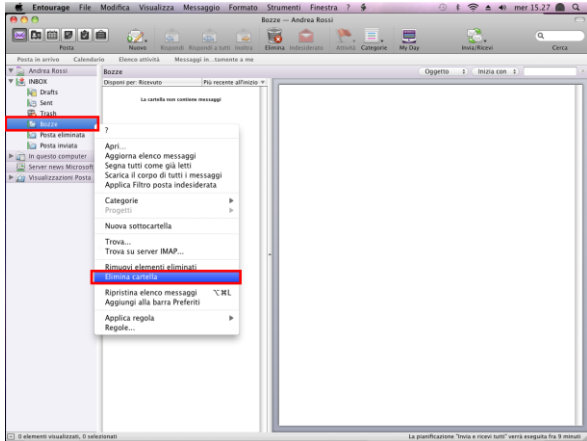 Entourage File Modifica Visualizza Messaggio Formato Strumenti Finestra ? mer 15.27
Bozze — Andrea Rossi
Posta Nuovo Rispondi Rispondi a tutti Inoltra Elimina Indesiderata Attività Categorie My Day Invia/Ricevi Cerca
Posta in arrivo Calendario Elenco attività Messaggi in...tamente a me
Andrea Rossi Bozze Oggetto Inizia con
INBOX Disponi per: Ricevuto Più recente all'inizio
Drafts
La cartella non contiene messaggi
Sent
Trash
Bozze
Posta eliminata
Posta inviata
In questo computer
Server news Microsoft
Visualizzazioni Posta
?
Apri...
Aggiorna elenco messaggi
Segna tutti come già letti
Scarica il corpo di tutti i messaggi
Applica Filtro posta indesiderata
Categorie
Progetti
Nuova sottocartella
Trova...
Trova su server IMAP...
Rimuovi elementi eliminati
Elimina cartella
Ripristina elenco messaggi ⌥⌘L
Aggiungi alla barra Preferiti
Applica regola
Regole...
0 elementi visualizzati, 0 selezionati La pianificazione "Invia e ricevi tutti" verrà eseguita fra 9 minuti